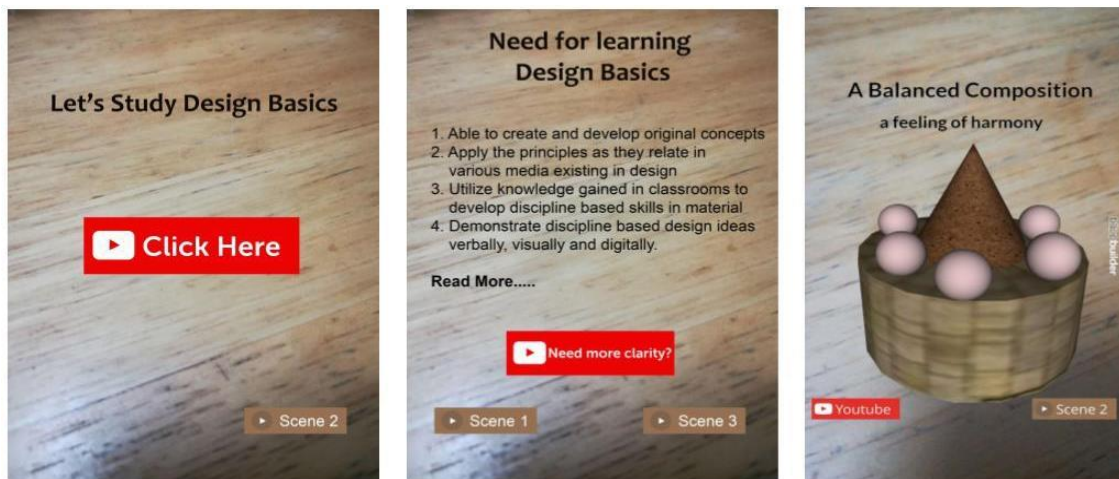 Let's Study Design Basics
Click Here
Scene 2
Need for learning
Design Basics
1. Able to create and develop original concepts
2. Apply the principles as they relate in
various media existing in design
3. Utilize knowledge gained in classrooms to
develop discipline based skills in material
4. Demonstrate discipline based design ideas
verbally, visually and digitally.
Read More.....
Need more clarity?
Scene 1
Scene 3
A Balanced Composition
a feeling of harmony
builder
Youtube
Scene 2